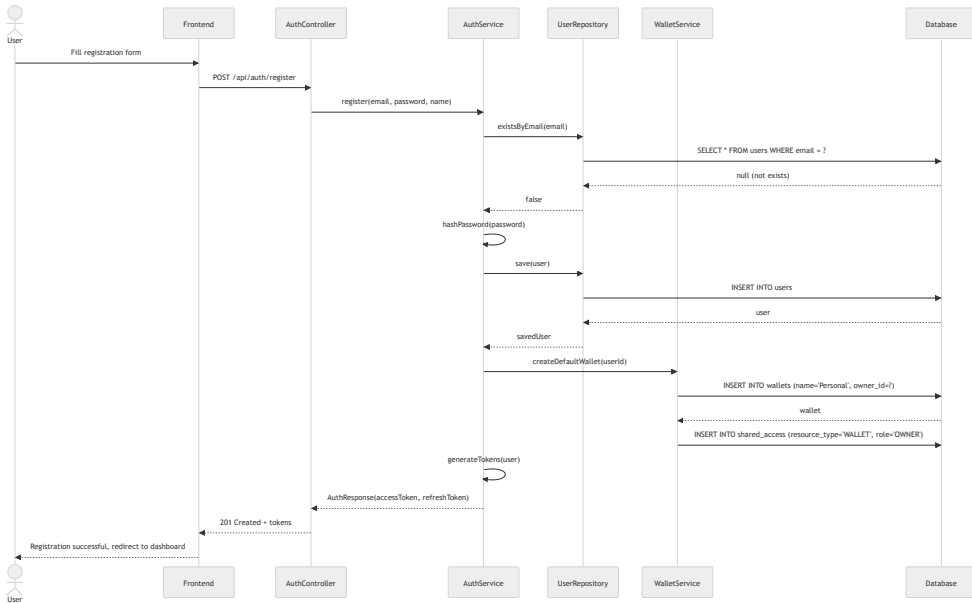 User
Frontend
AuthController
AuthService
UserRepository
WalletService
Database
Fill registration form
POST /api/auth/register
register(email, password, name)
existsByEmail(email)
SELECT * FROM users WHERE email = ?
null (not exists)
false
hashPassword(password)
save(user)
INSERT INTO users
user
savedUser
createDefaultWallet(userId)
INSERT INTO wallets (name='Personal', owner_id=?)
wallet
INSERT INTO shared_access (resource_type='WALLET', role='OWNER')
generateTokens(user)
AuthResponse(accessToken, refreshToken)
201 Created + tokens
Registration successful, redirect to dashboard
User
Frontend
AuthController
AuthService
UserRepository
WalletService
Database